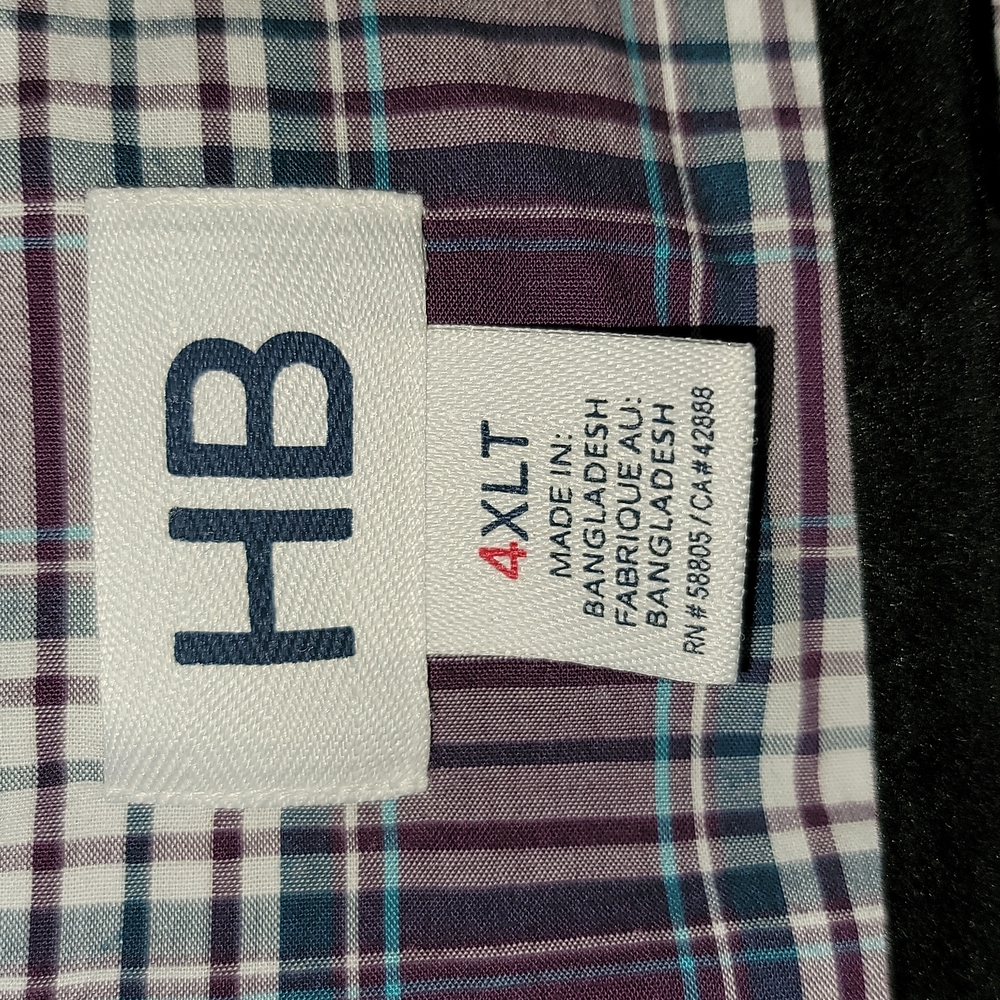 HB
4XLT
MADE IN:
BANGLADESH
FABRIQUE AU:
BANGLADESH
RN # 58805 / CA# 42888